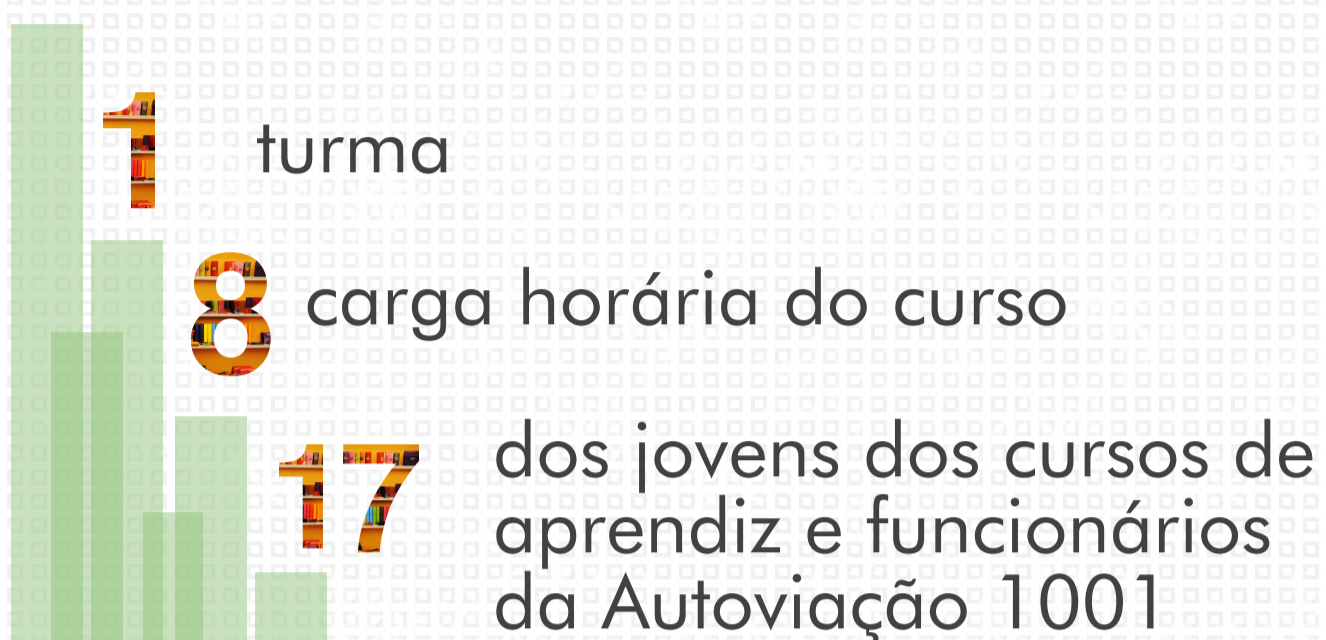 1 turma
8 carga horária do curso
17 dos jovens dos cursos de
aprendiz e funcionários
da Autoviação 1001